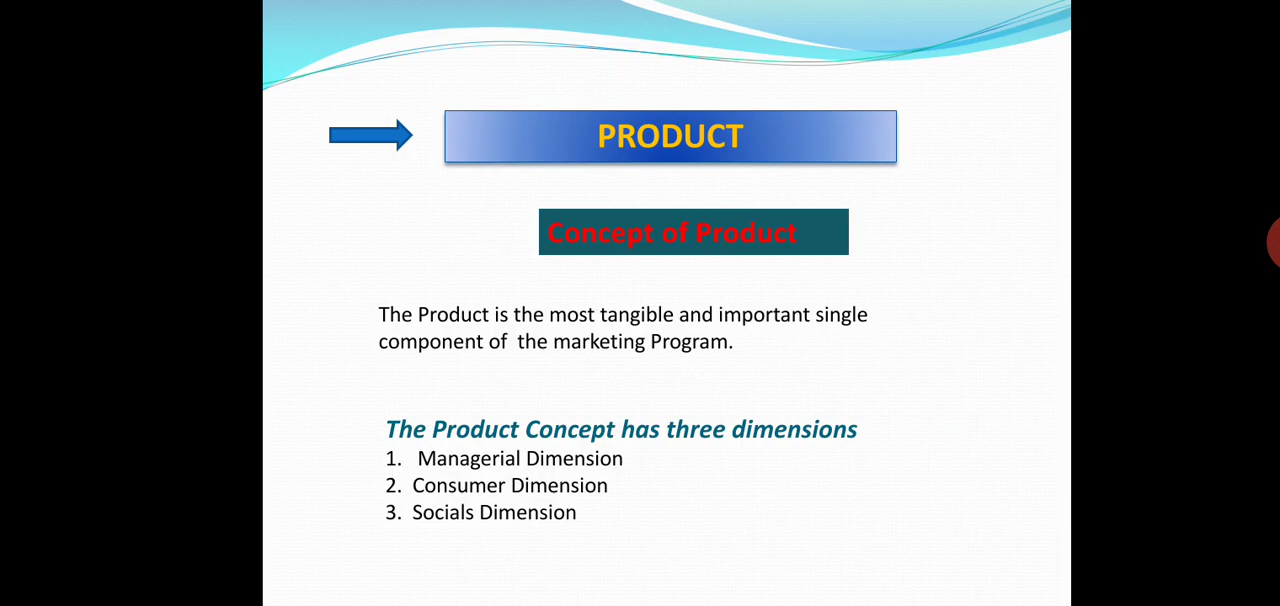 PRODUCT
Concept of Product
The Product is the most tangible and important single
component of the marketing Program.
The Product Concept has three dimensions
1. Managerial Dimension
2. Consumer Dimension
3. Socials Dimension